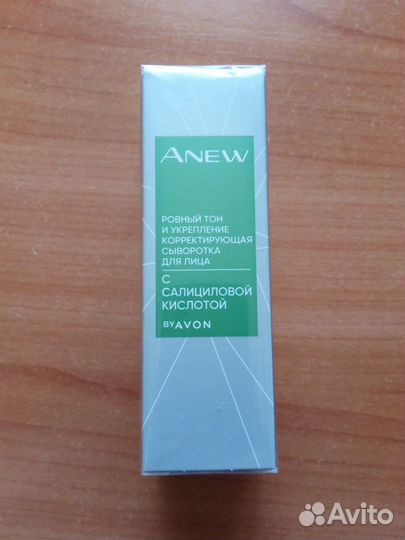 ANEW
РОВНЫЙ ТОН
И УКРЕПЛЕНИЕ
КОРРЕКТИРУЮЩАЯ
СЫВОРОТКА
ДЛЯ ЛИЦА
С
САЛИЦИЛОВОЙ
КИСЛОТОЙ
BY AVON
Avito